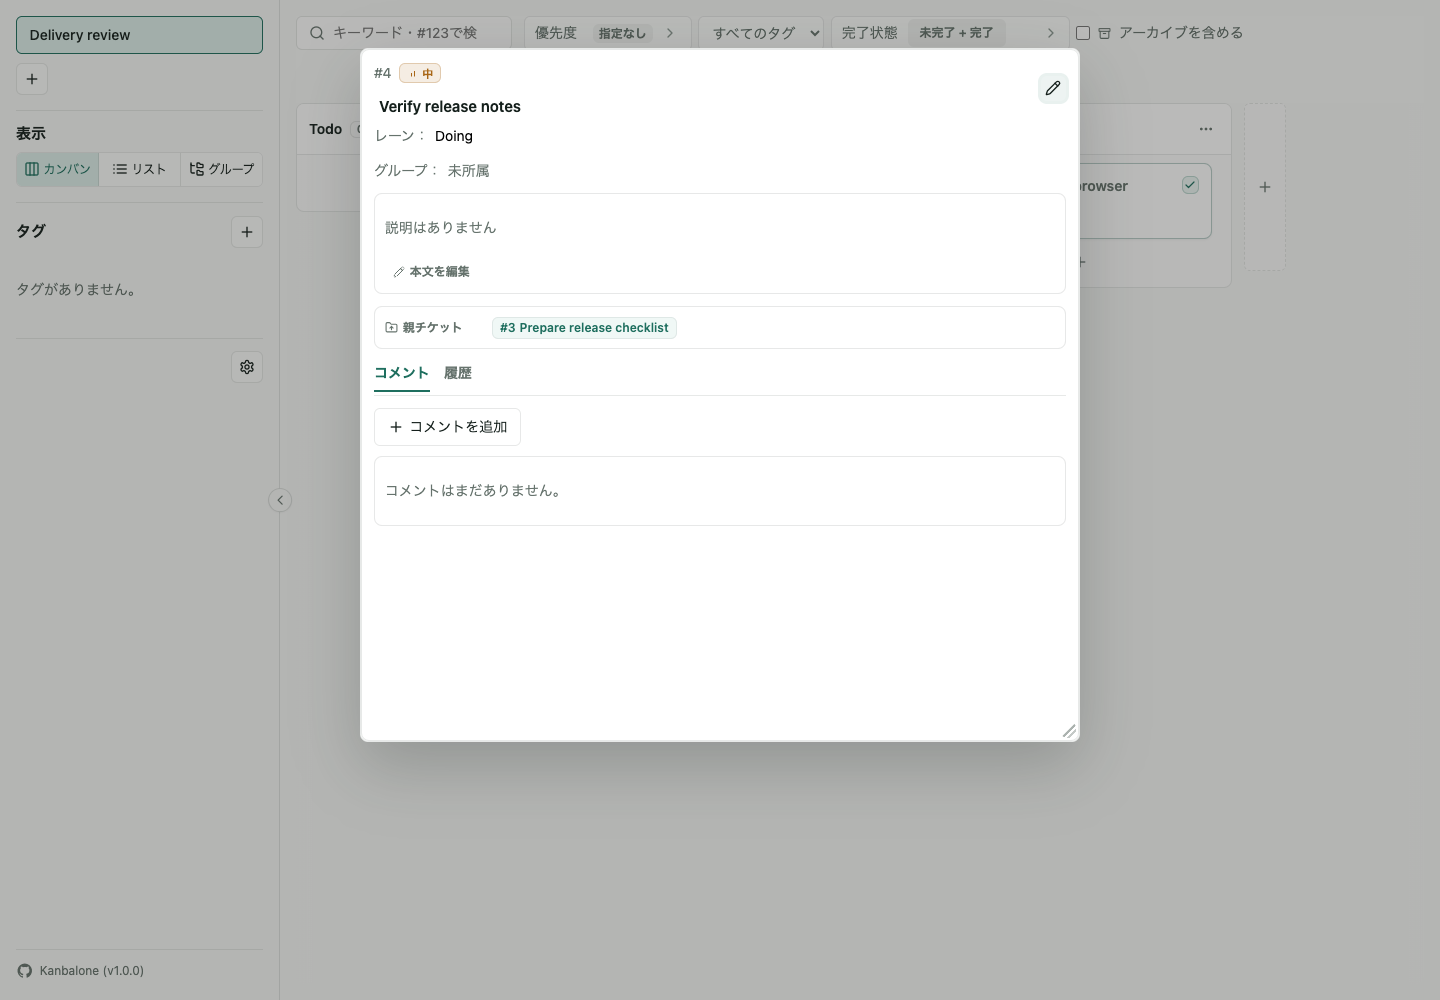 Delivery review
表示
カンバン
リスト
グループ
タグ
タグがありません。
Kanbalone (v1.0.0)
キーワード・#123で検
優先度 指定なし
すべてのタグ
完了状態 未完了 + 完了
アーカイブを含める
Todo
browser
#4 中
Verify release notes
レーン： Doing
グループ： 未所属
説明はありません
本文を編集
親チケット #3 Prepare release checklist
コメント 履歴
コメントを追加
コメントはまだありません。